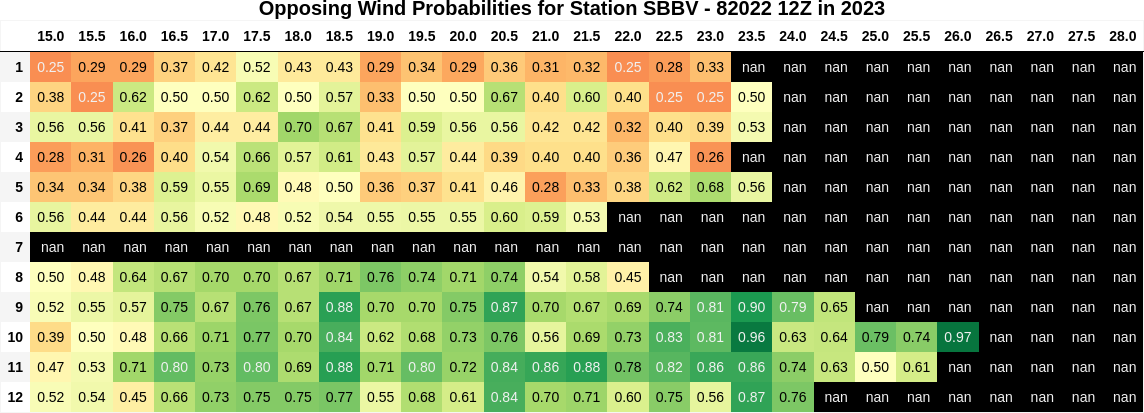 Opposing Wind Probabilities for Station SBBV - 82022 12Z in 2023
15.0 15.5 16.0 16.5 17.0 17.5 18.0 18.5 19.0 19.5 20.0 20.5 21.0 21.5 22.0 22.5 23.0 23.5 24.0 24.5 25.0 25.5 26.0 26.5 27.0 27.5 28.0
1 0.25 0.29 0.29 0.37 0.42 0.52 0.43 0.43 0.29 0.34 0.29 0.36 0.31 0.32 0.25 0.28 0.33 nan nan nan nan nan nan nan nan nan nan
2 0.38 0.25 0.62 0.50 0.50 0.62 0.50 0.57 0.33 0.50 0.50 0.67 0.40 0.60 0.40 0.25 0.25 0.50 nan nan nan nan nan nan nan nan nan
3 0.56 0.56 0.41 0.37 0.44 0.44 0.70 0.67 0.41 0.59 0.56 0.56 0.42 0.42 0.32 0.40 0.39 0.53 nan nan nan nan nan nan nan nan nan
4 0.28 0.31 0.26 0.40 0.54 0.66 0.57 0.61 0.43 0.57 0.44 0.39 0.40 0.40 0.36 0.47 0.26 nan nan nan nan nan nan nan nan nan nan
5 0.34 0.34 0.38 0.59 0.55 0.69 0.48 0.50 0.36 0.37 0.41 0.46 0.28 0.33 0.38 0.62 0.68 0.56 nan nan nan nan nan nan nan nan nan
6 0.56 0.44 0.44 0.56 0.52 0.48 0.52 0.54 0.55 0.55 0.55 0.60 0.59 0.53 nan nan nan nan nan nan nan nan nan nan nan nan nan
7 nan nan nan nan nan nan nan nan nan nan nan nan nan nan nan nan nan nan nan nan nan nan nan nan nan nan nan
8 0.50 0.48 0.64 0.67 0.70 0.70 0.67 0.71 0.76 0.74 0.71 0.74 0.54 0.58 0.45 nan nan nan nan nan nan nan nan nan nan nan nan
9 0.52 0.55 0.57 0.75 0.67 0.76 0.67 0.88 0.70 0.70 0.75 0.87 0.70 0.67 0.69 0.74 0.81 0.90 0.79 0.65 nan nan nan nan nan nan nan
10 0.39 0.50 0.48 0.66 0.71 0.77 0.70 0.84 0.62 0.68 0.73 0.76 0.56 0.69 0.73 0.83 0.81 0.96 0.63 0.64 0.79 0.74 0.97 nan nan nan nan
11 0.47 0.53 0.71 0.80 0.73 0.80 0.69 0.88 0.71 0.80 0.72 0.84 0.86 0.88 0.78 0.82 0.86 0.86 0.74 0.63 0.50 0.61 nan nan nan nan nan
12 0.52 0.54 0.45 0.66 0.73 0.75 0.75 0.77 0.55 0.68 0.61 0.84 0.70 0.71 0.60 0.75 0.56 0.87 0.76 nan nan nan nan nan nan nan nan